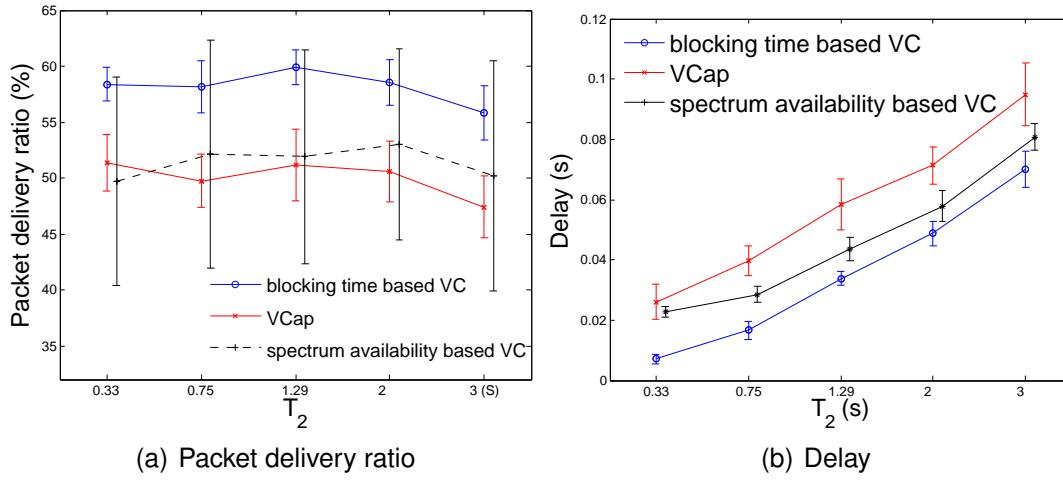 Packet delivery ratio (%)
65
60
55
50
45
40
35
blocking time based VC
VCap
spectrum availability based VC
0.33
0.75
1.29
2
3 (S)
T2
(a) Packet delivery ratio
Delay (s)
0.12
0.1
0.08
0.06
0.04
0.02
0
blocking time based VC
VCap
spectrum availability based VC
0.33
0.75
1.29
2
3
T2 (s)
(b) Delay